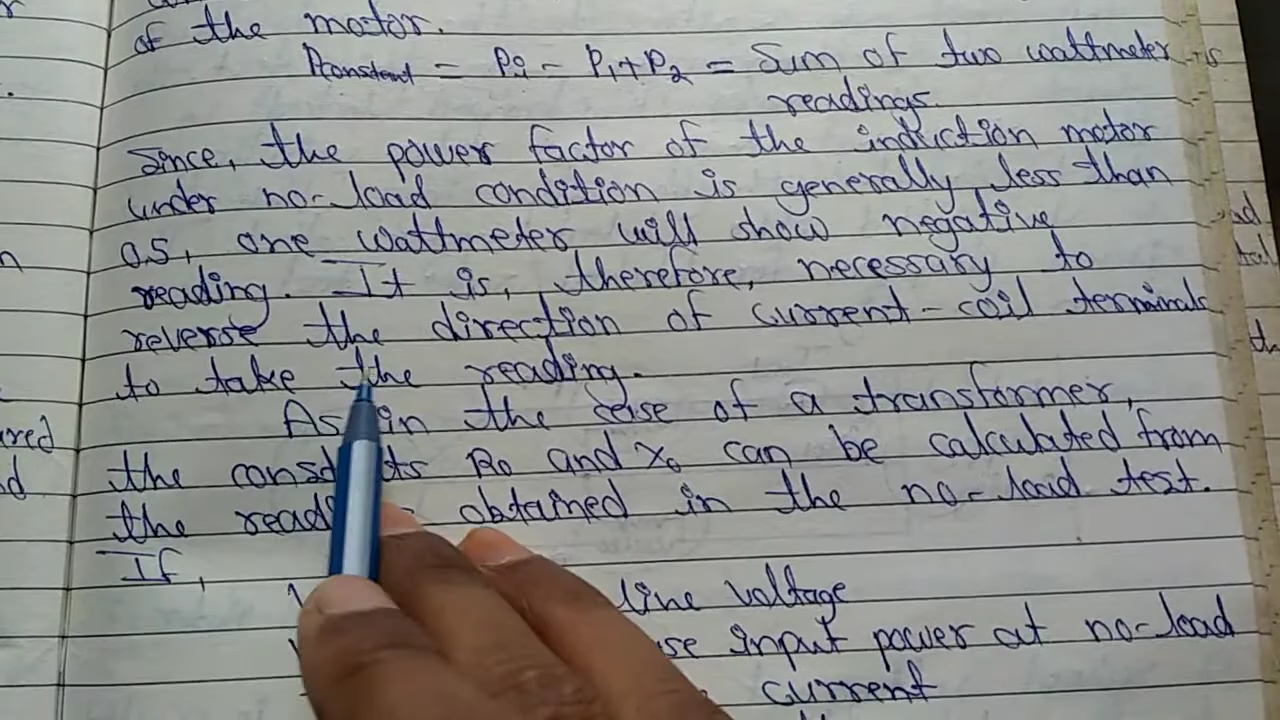 of the motor.
Pconstant = Pi = P1+P2 = Sum of two wattmeter
readings.
Since, the power factor of the induction motor
under no-load condition is generally less than
0.5, one wattmeter will show negative
reading. It is, therefore, necessary to
reverse the direction of current-coil terminals
to take the reading.
As in the case of a transformer,
the R0 and X0 can be calculated from
the obtained in the no-load test.
If,
line voltage
input power at no-load
current